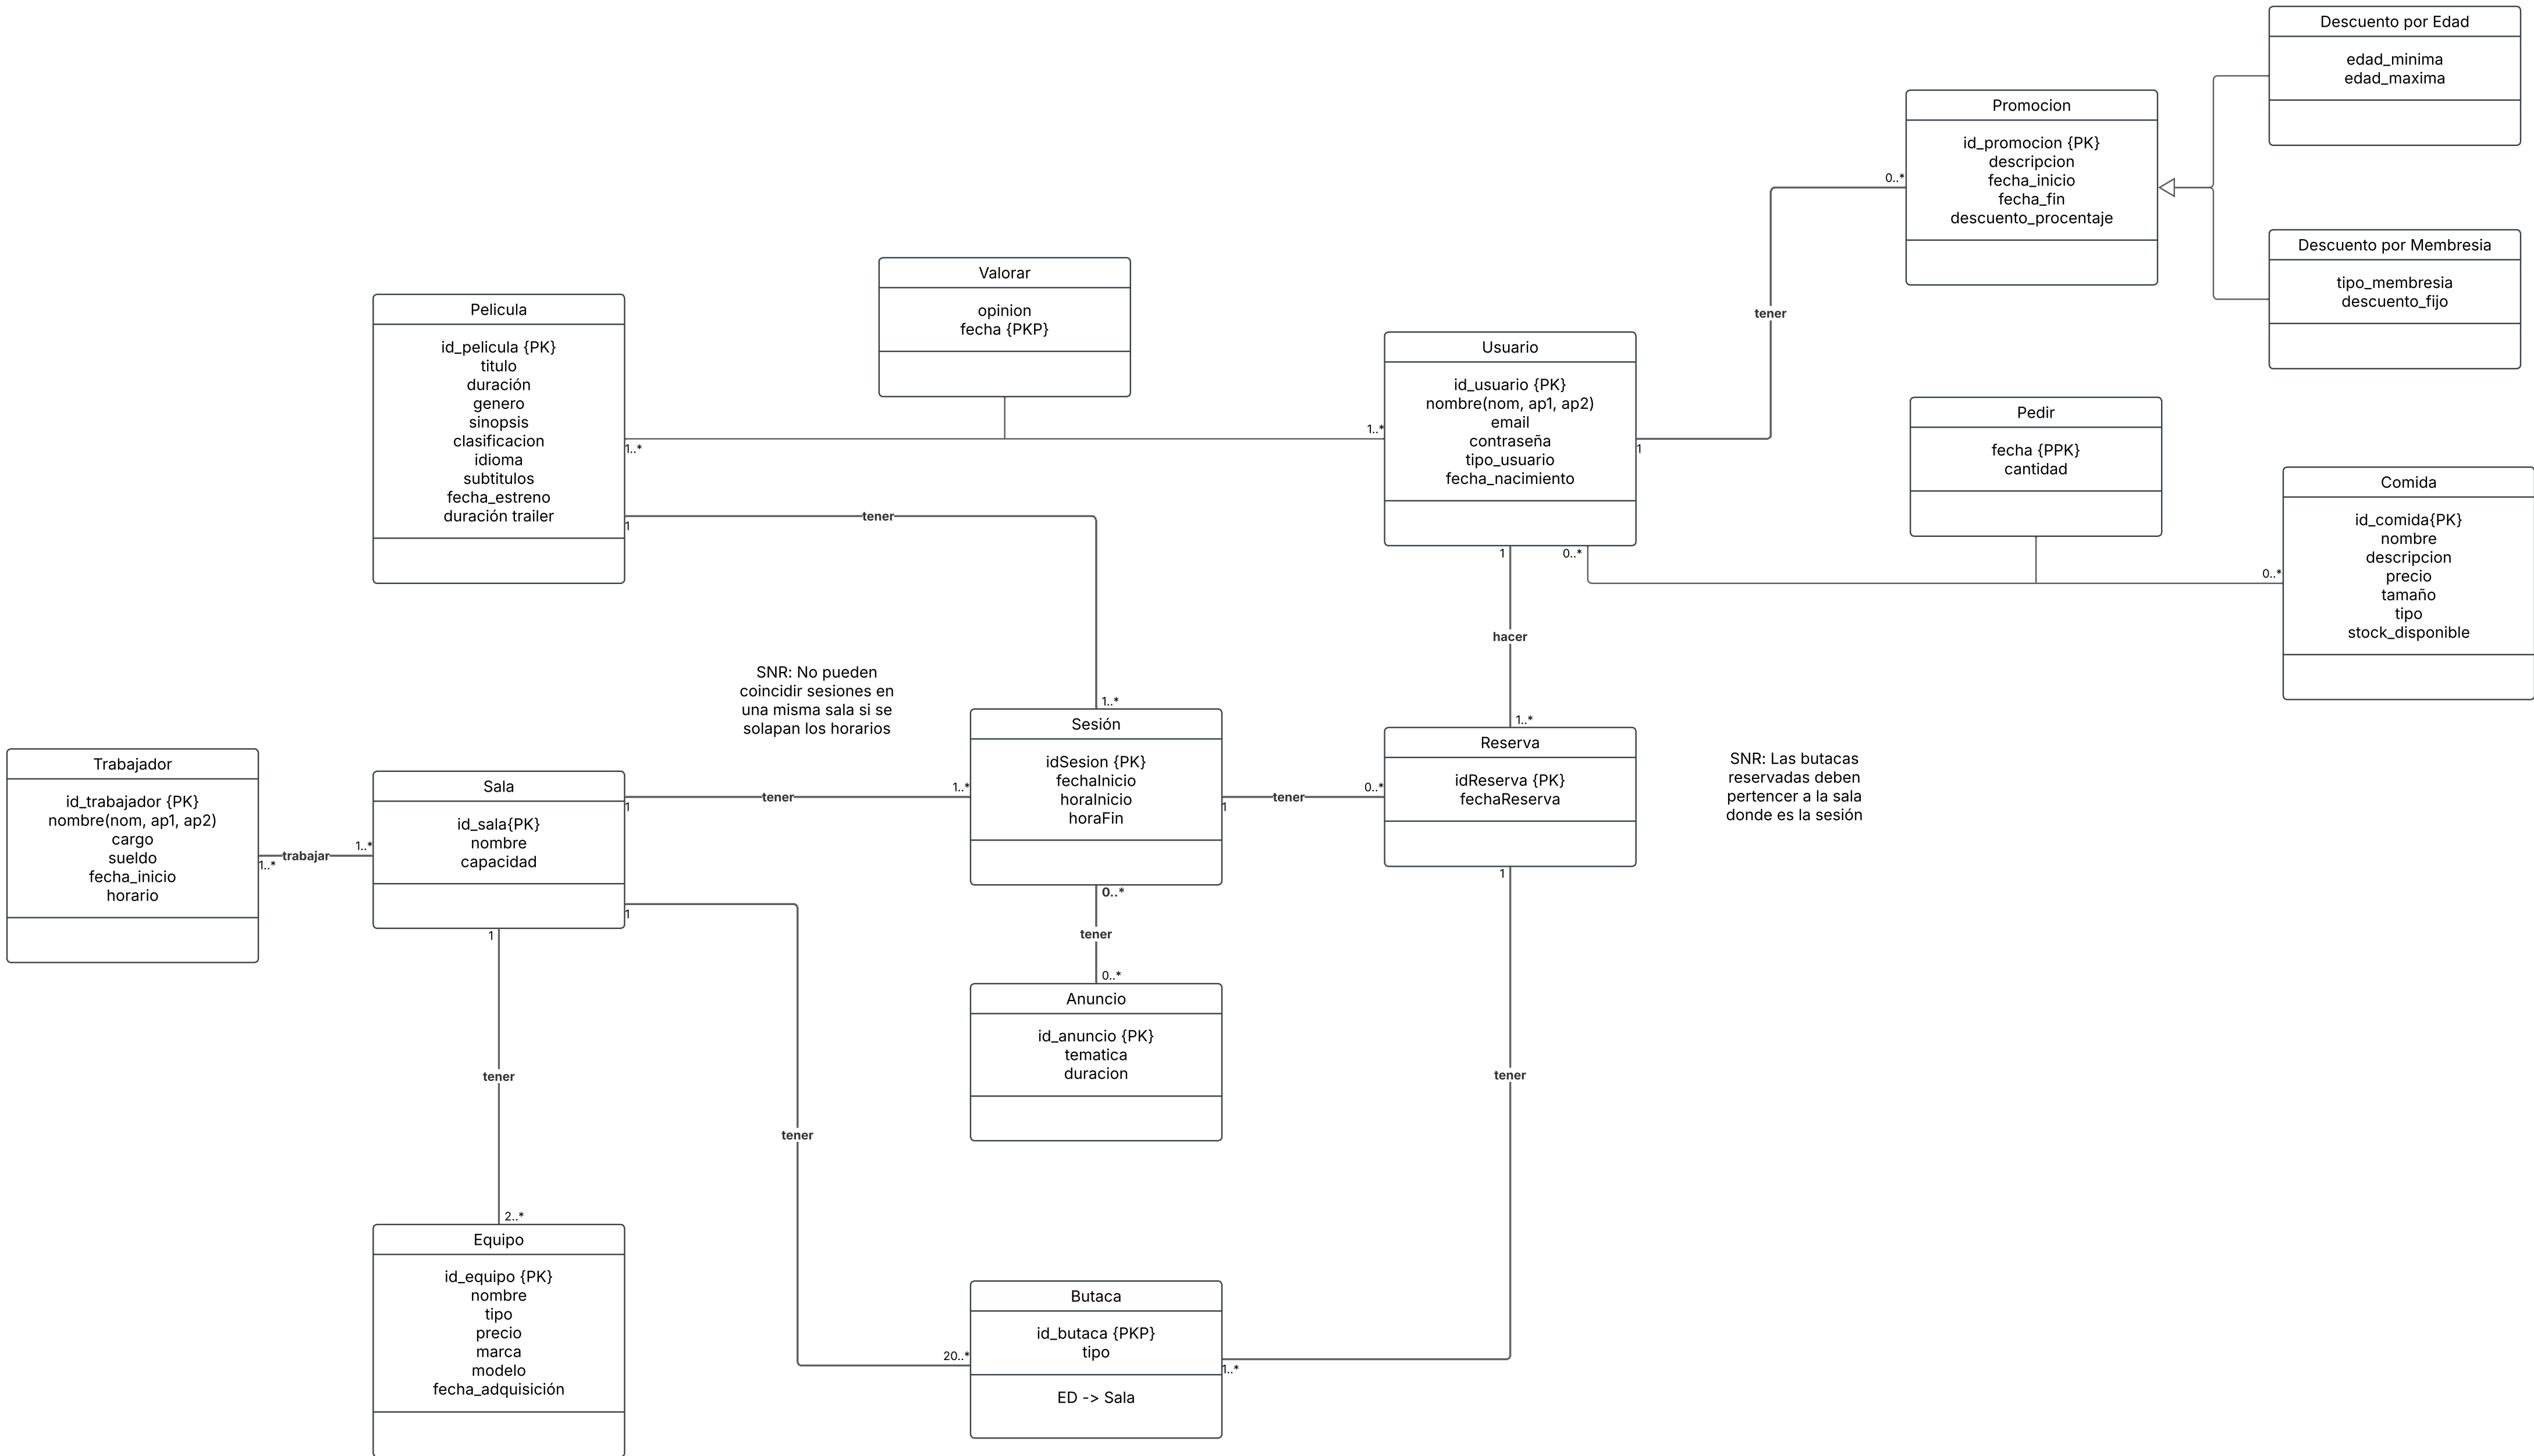 Descuento por Edad
edad_minima
edad_maxima
Promocion
id_promocion {PK}
descripcion
fecha_inicio
fecha_fin
descuento_procentaje
0..*
Descuento por Membresia
tipo_membresia
descuento_fijo
tener
Valorar
opinion
fecha {PKP}
Pelicula
id_pelicula {PK}
titulo
duración
genero
sinopsis
clasificacion
idioma
subtitulos
fecha_estreno
duración trailer
1..*
1..*
1
tener
Usuario
id_usuario {PK}
nombre(nom, ap1, ap2)
email
contraseña
tipo_usuario
fecha_nacimiento
1
1
0..*
Pedir
fecha {PPK}
cantidad
0..*
Comida
id_comida{PK}
nombre
descripcion
precio
tamaño
tipo
stock_disponible
hacer
SNR: No pueden
coincidir sesiones en
una misma sala si se
solapan los horarios
1..*
Sesión
idSesion {PK}
fechaInicio
horaInicio
horaFin
1..*
Reserva
idReserva {PK}
fechaReserva
SNR: Las butacas
reservadas deben
pertencer a la sala
donde es la sesión
Trabajador
id_trabajador {PK}
nombre(nom, ap1, ap2)
cargo
sueldo
fecha_inicio
horario
1..*
trabajar
1..*
Sala
id_sala{PK}
nombre
capacidad
1
tener
1..*
1
tener
0..*
1
1
1
0..*
tener
0..*
Anuncio
id_anuncio {PK}
tematica
duracion
tener
tener
tener
2..*
Equipo
id_equipo {PK}
nombre
tipo
precio
marca
modelo
fecha_adquisición
20..*
Butaca
id_butaca {PKP}
tipo
ED -> Sala
1..*